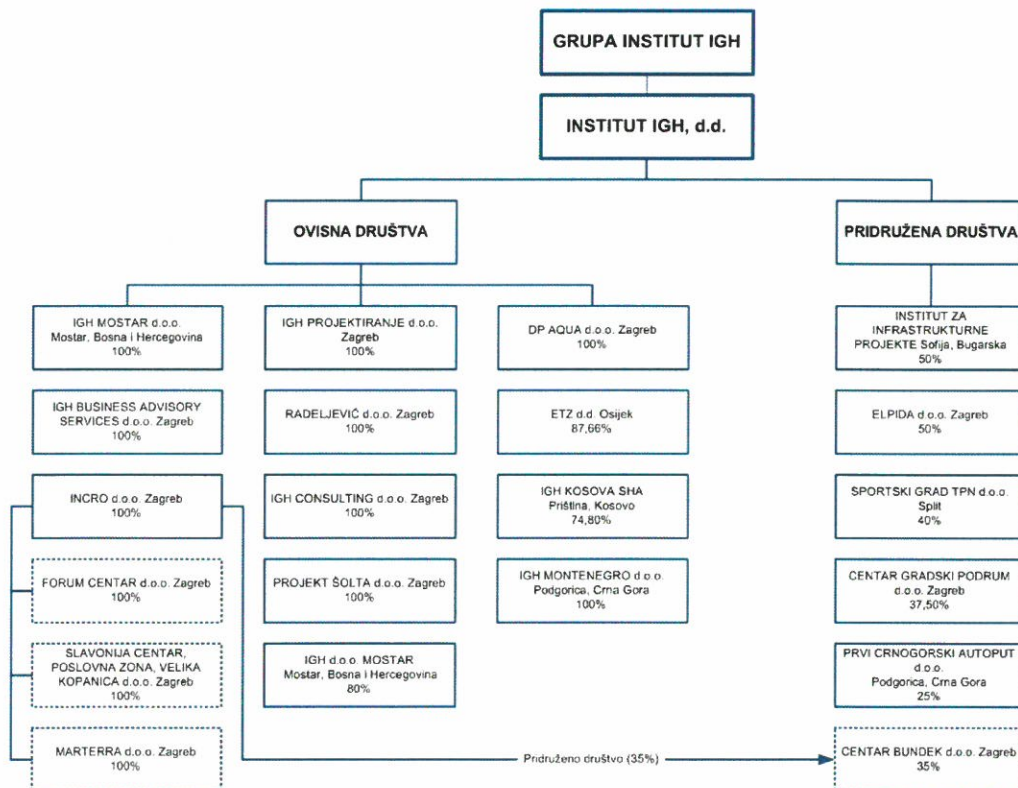 GRUPA INSTITUT IGH
INSTITUT IGH, d.d.
OVISNA DRUŠTVA
PRIDRUŽENA DRUŠTVA
IGH MOSTAR d.o.o.
Mostar, Bosna i Hercegovina
100%
IGH BUSINESS ADVISORY
SERVICES d.o.o. Zagreb
100%
INCRO d.o.o. Zagreb
100%
FORUM CENTAR d.o.o. Zagreb
100%
SLAVONIJA CENTAR,
POSLOVNA ZONA, VELIKA
KOPANICA d.o.o. Zagreb
100%
MARTERRA d.o.o. Zagreb
100%
IGH PROJEKTIRANJE d.o.o.
Zagreb
100%
RADELJEVIĆ d.o.o. Zagreb
100%
IGH CONSULTING d.o.o. Zagreb
100%
PROJEKT ŠOLTA d.o.o. Zagreb
100%
IGH d.o.o. MOSTAR
Mostar, Bosna i Hercegovina
80%
DP AQUA d.o.o. Zagreb
100%
ETZ d.d. Osijek
87,66%
IGH KOSOVA SHA
Priština, Kosovo
74,80%
IGH MONTENEGRO d.o.o.
Podgorica, Crna Gora
100%
INSTITUT ZA
INFRASTRUKTURNE
PROJEKTE Sofija, Bugarska
50%
ELPIDA d.o.o. Zagreb
50%
SPORTSKI GRAD TPN d.o.o.
Split
40%
CENTAR GRADSKI PODRUM
d.o.o. Zagreb
37,50%
PRVI CRNOGORSKI AUTOPUT
d.o.o.
Podgorica, Crna Gora
25%
Pridruženo društvo (35%)
CENTAR BUNDEK d.o.o. Zagreb
35%